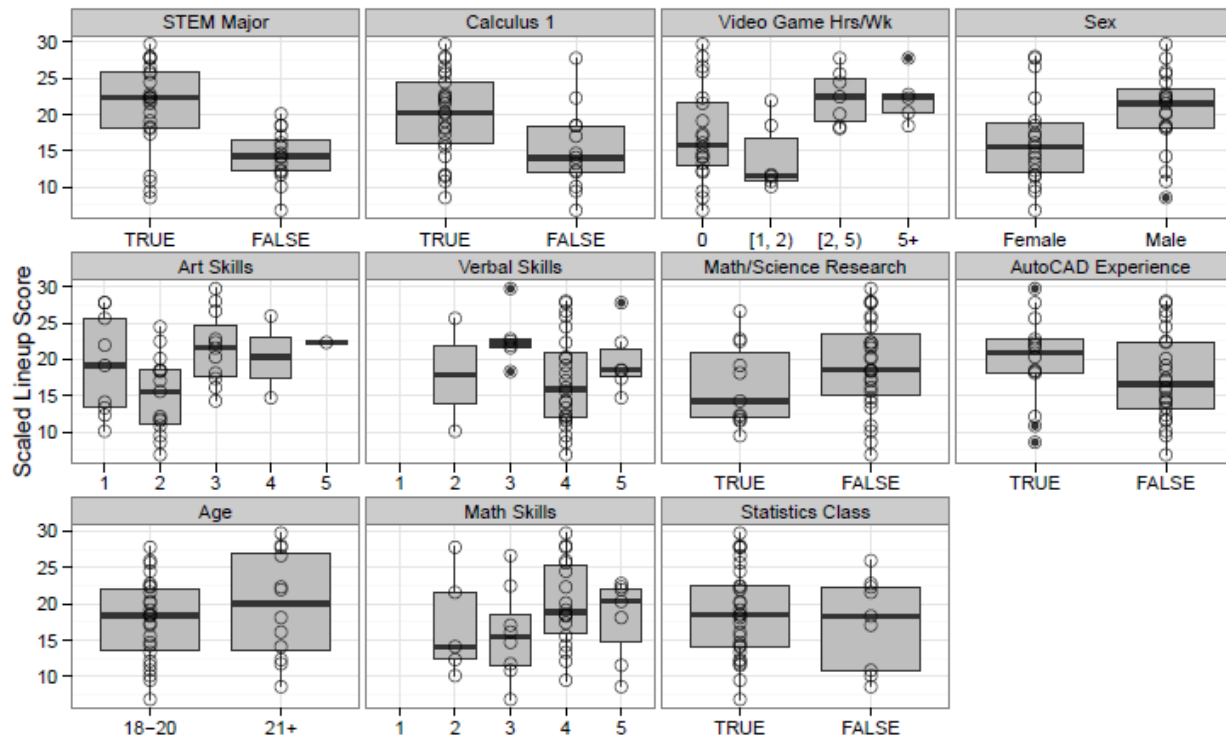 STEM Major Calculus 1 Video Game Hrs/Wk Sex
30
25
20
15
10
TRUE FALSE TRUE FALSE 0 [1, 2) [2, 5) 5+ Female Male
Art Skills Verbal Skills Math/Science Research AutoCAD Experience
Scaled Lineup Score
30
25
20
15
10
1 2 3 4 5 1 2 3 4 5 TRUE FALSE TRUE FALSE
Age Math Skills Statistics Class
30
25
20
15
10
18−20 21+ 1 2 3 4 5 TRUE FALSE